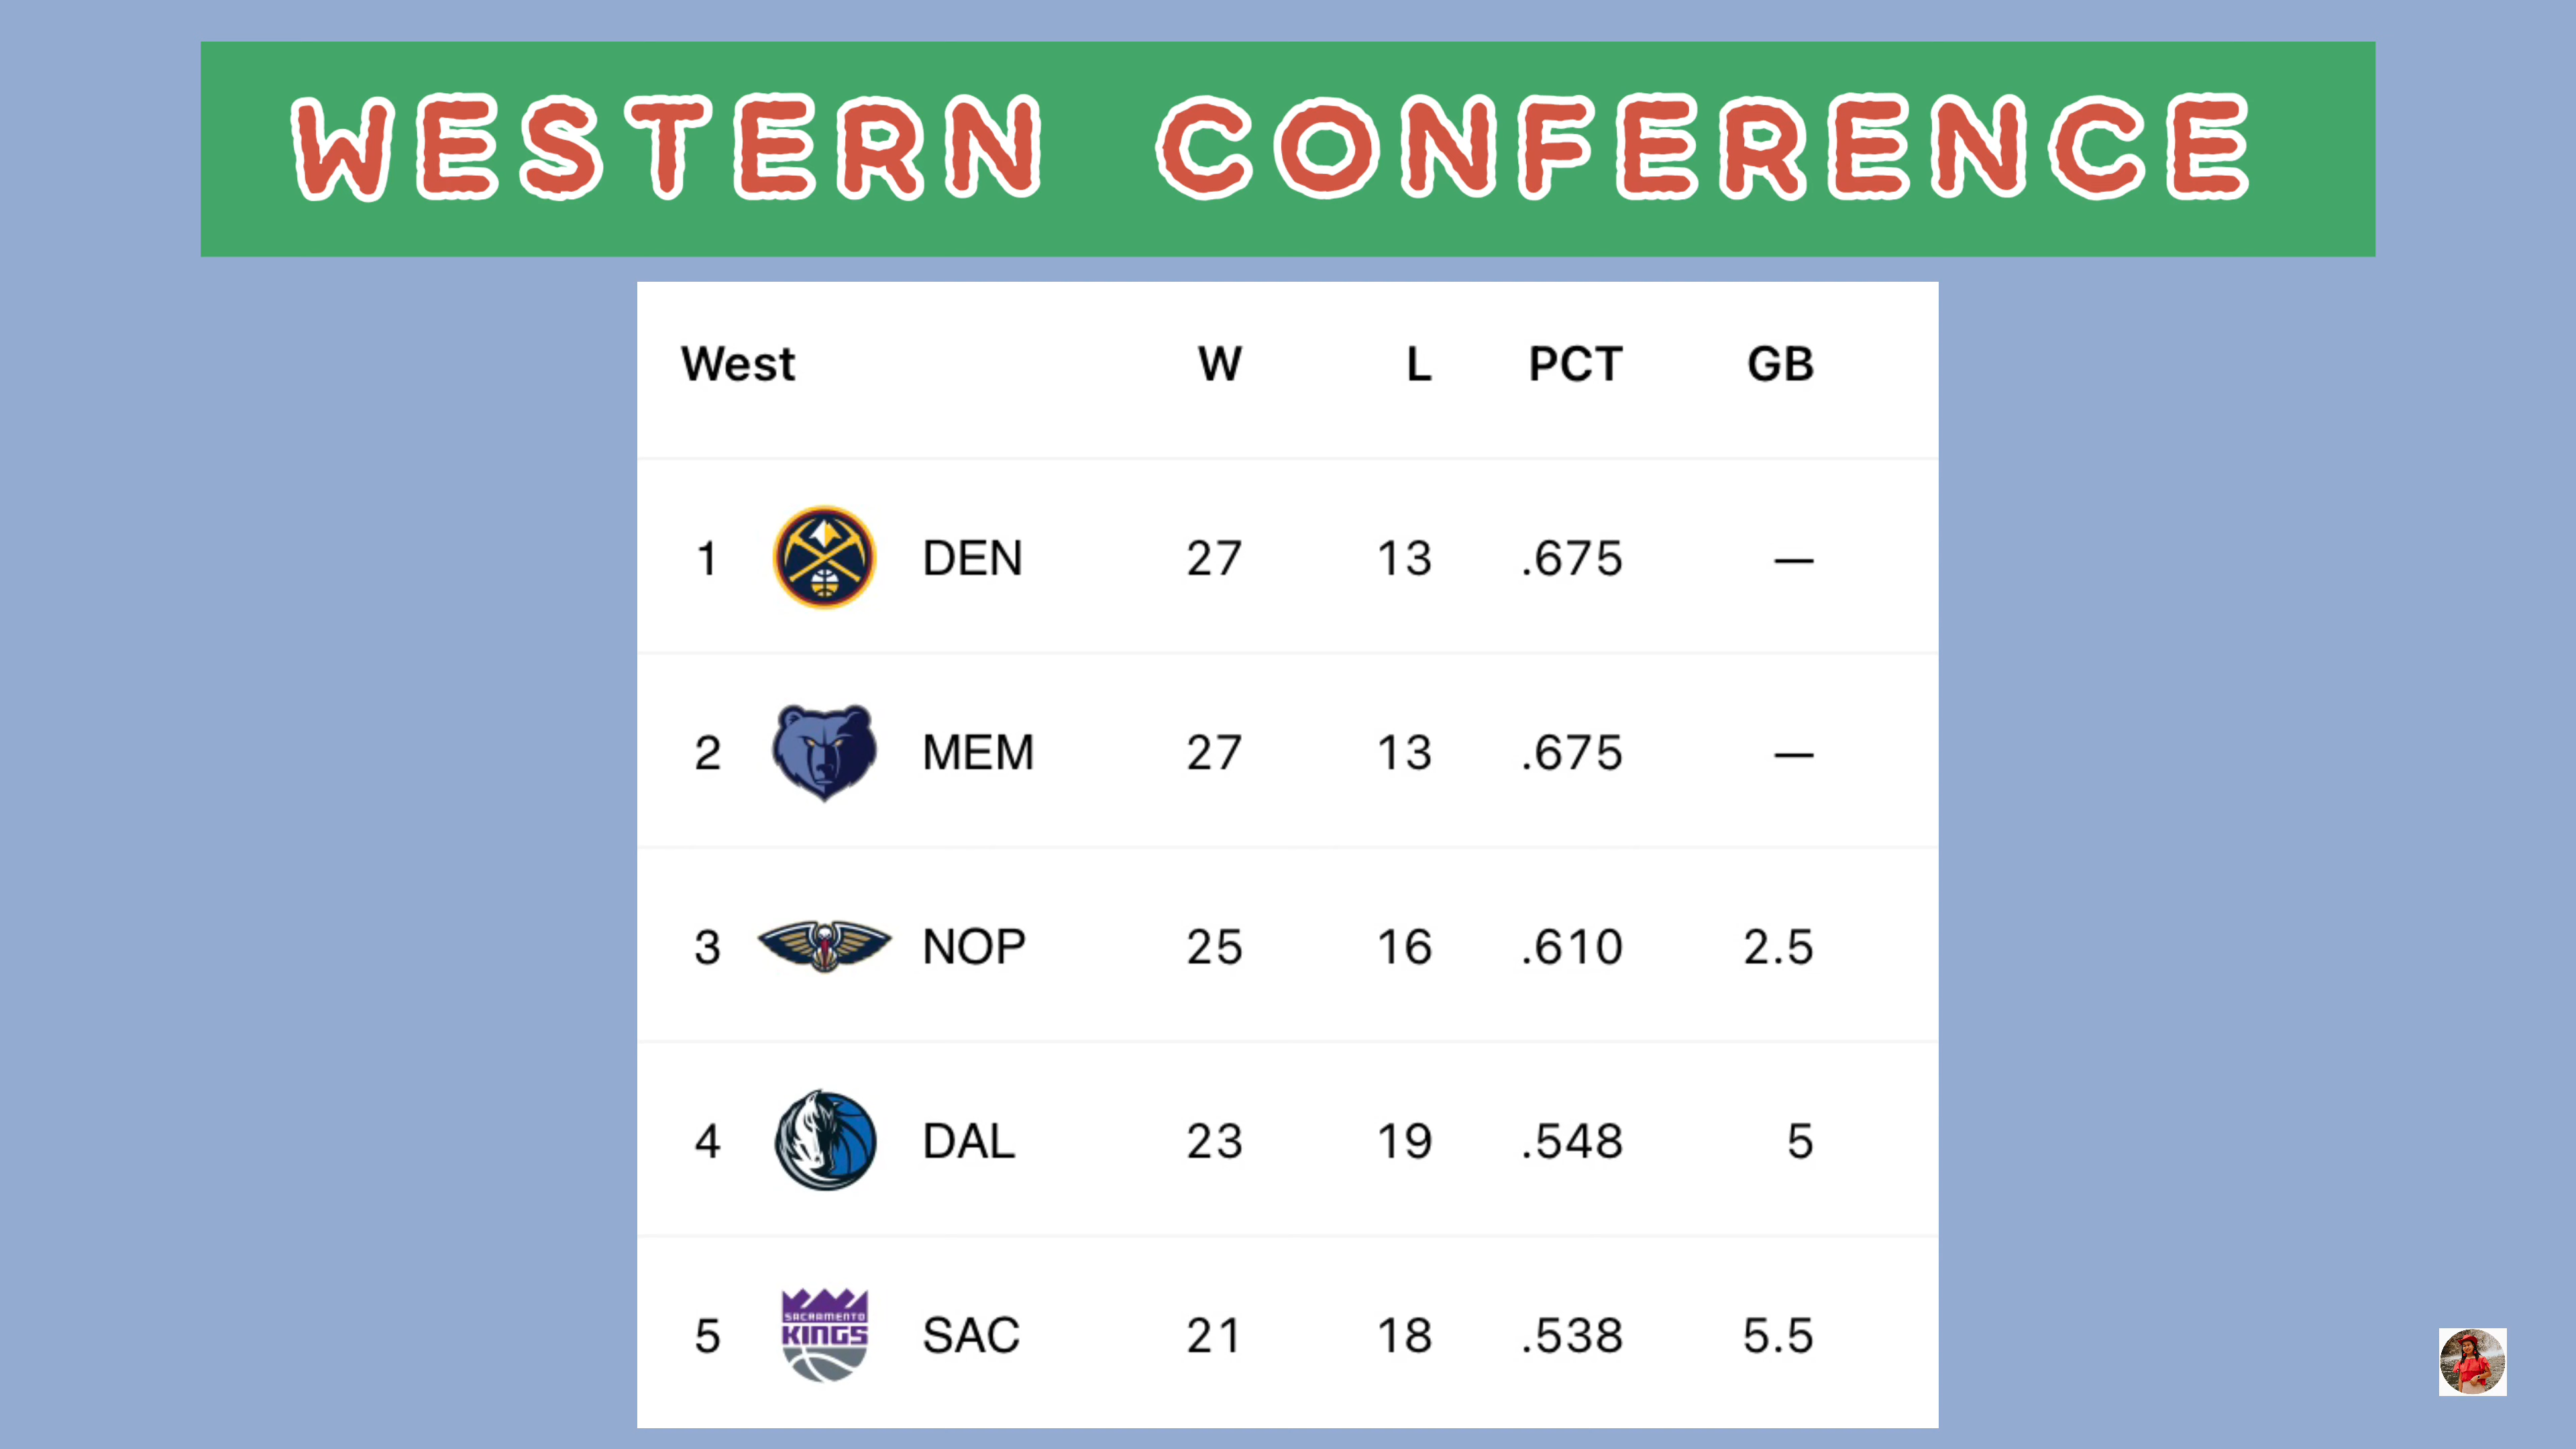 WESTERN CONFERENCE
West W L PCT GB
1 DEN 27 13 .675 —
2 MEM 27 13 .675 —
3 NOP 25 16 .610 2.5
4 DAL 23 19 .548 5
5 SACRAMENTO KINGS SAC 21 18 .538 5.5